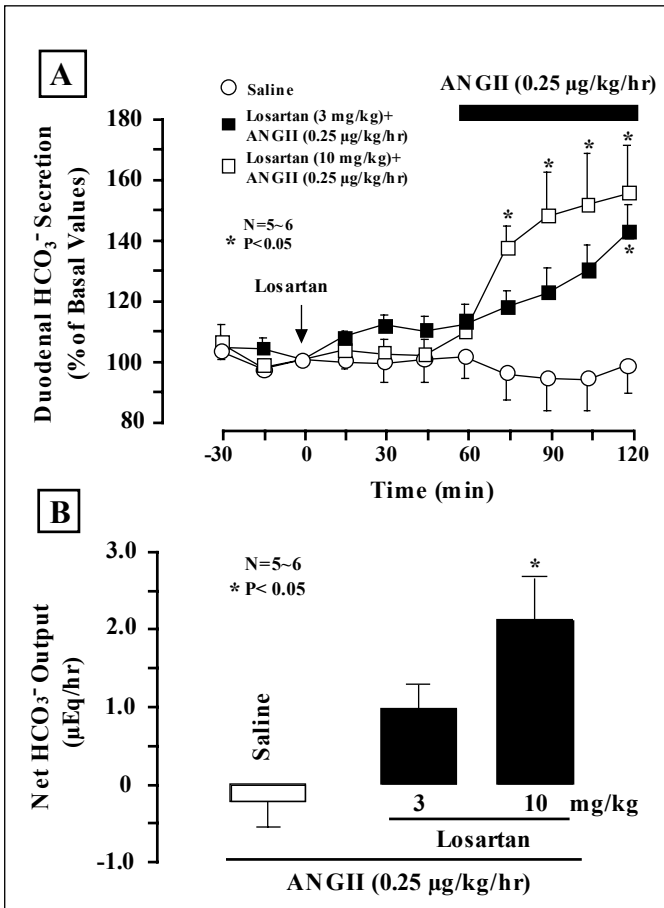 A
ANGII (0.25 µg/kg/hr)
Saline
Losartan (3 mg/kg)+
ANGII (0.25 µg/kg/hr)
Losartan (10 mg/kg)+
ANGII (0.25 µg/kg/hr)
N=5~6
* P<0.05
Losartan
* * * * *
Duodenal HCO₃⁻ Secretion
(% of Basal Values)
180
160
140
120
100
80
-30 0 30 60 90 120
Time (min)
B
N=5~6
* P< 0.05
*
Net HCO₃⁻ Output
(µEq/hr)
3.0
2.0
1.0
0
-1.0
Saline
3 10 mg/kg
Losartan
ANGII (0.25 µg/kg/hr)